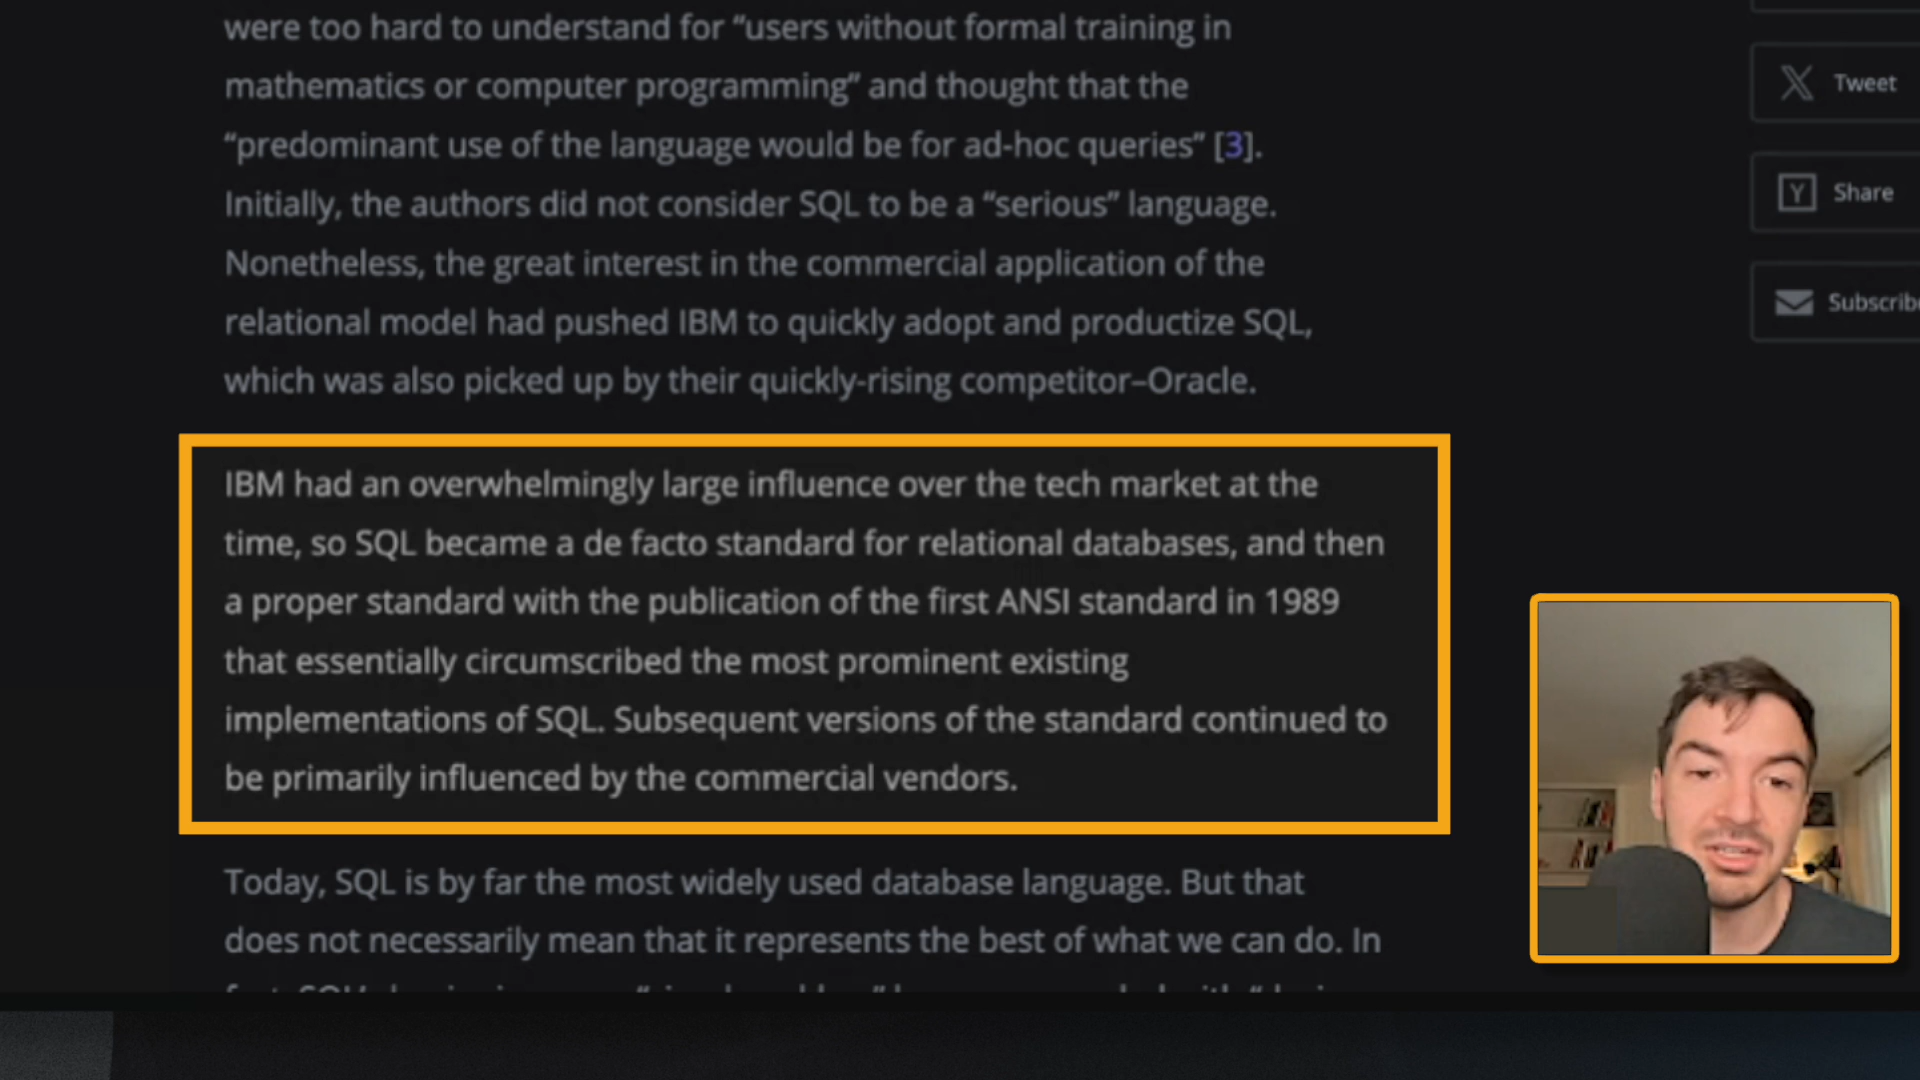 were too hard to understand for “users without formal training in
mathematics or computer programming” and thought that the
“predominant use of the language would be for ad-hoc queries” [3].
Initially, the authors did not consider SQL to be a “serious” language.
Nonetheless, the great interest in the commercial application of the
relational model had pushed IBM to quickly adopt and productize SQL,
which was also picked up by their quickly-rising competitor–Oracle.
IBM had an overwhelmingly large influence over the tech market at the
time, so SQL became a de facto standard for relational databases, and then
a proper standard with the publication of the first ANSI standard in 1989
that essentially circumscribed the most prominent existing
implementations of SQL. Subsequent versions of the standard continued to
be primarily influenced by the commercial vendors.
Today, SQL is by far the most widely used database language. But that
does not necessarily mean that it represents the best of what we can do. In
X Tweet
Y Share
Subscribe